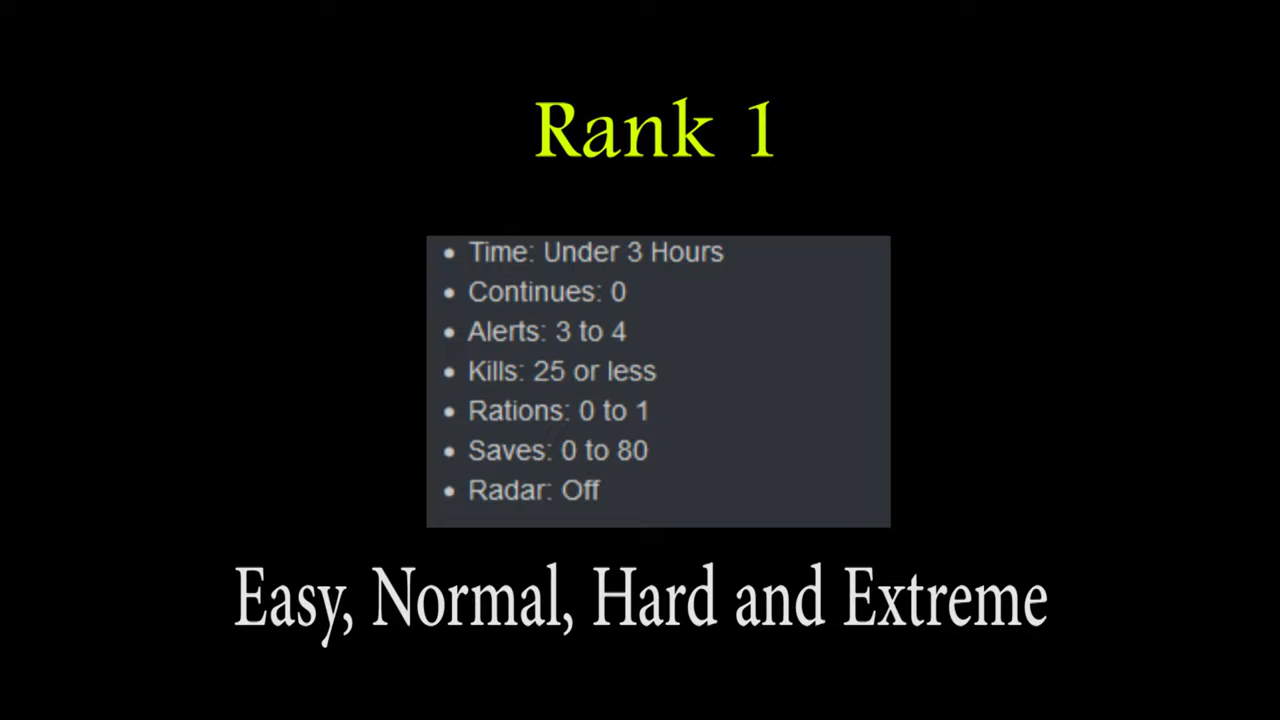 Rank 1
• Time: Under 3 Hours
• Continues: 0
• Alerts: 3 to 4
• Kills: 25 or less
• Rations: 0 to 1
• Saves: 0 to 80
• Radar: Off
Easy, Normal, Hard and Extreme